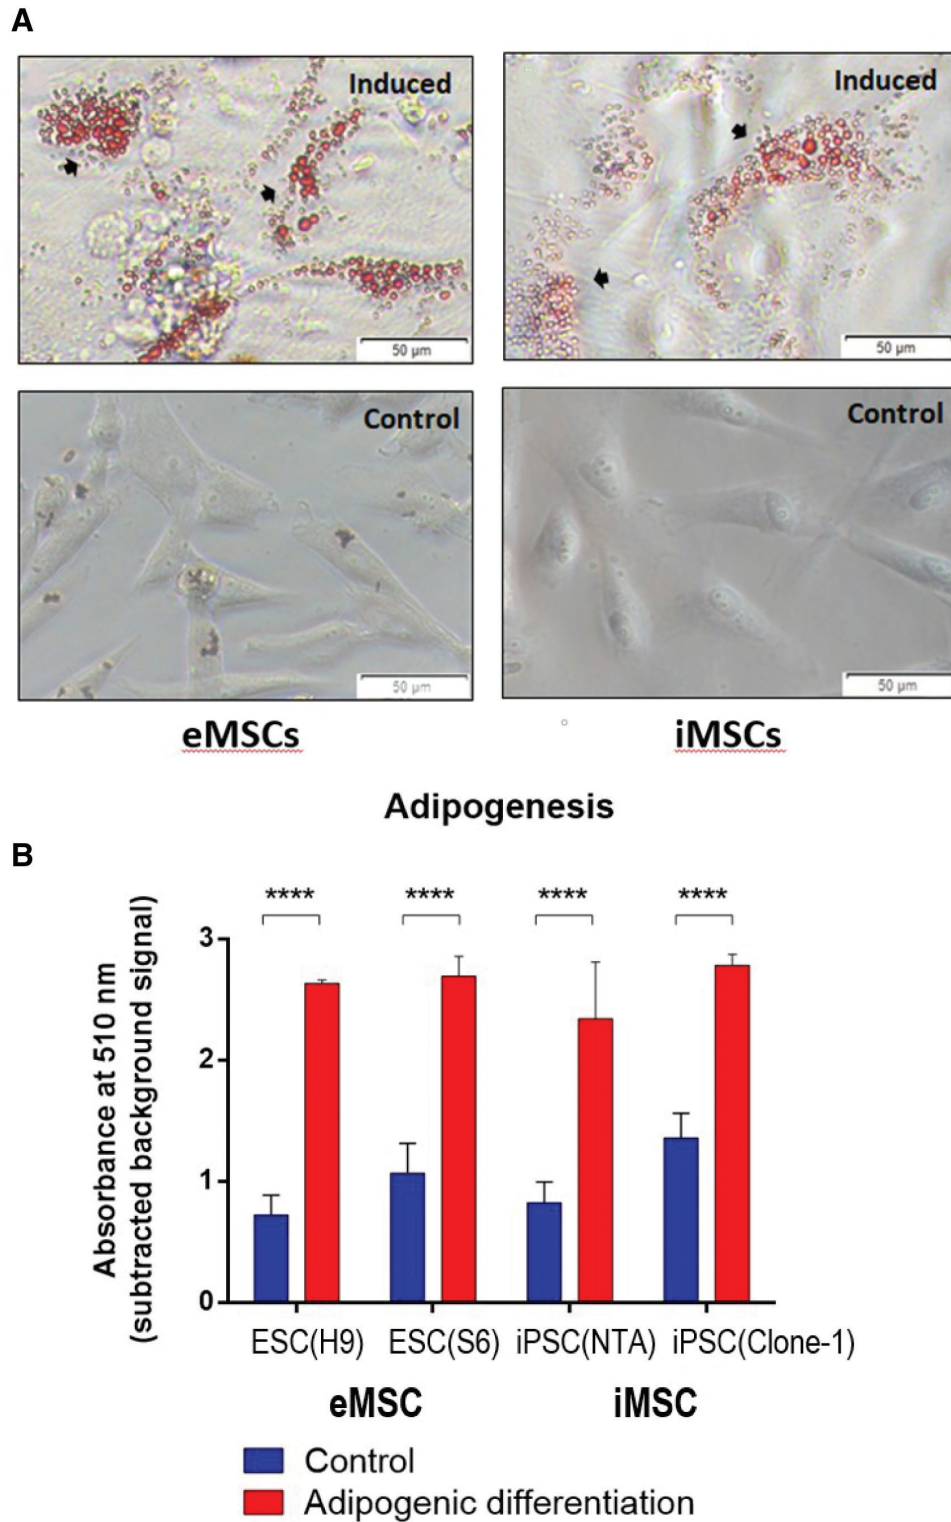 A
Induced
Induced
50 µm
50 µm
Control
Control
50 µm
50 µm
eMSCs
iMSCs
Adipogenesis
B
**** **** **** ****
Absorbance at 510 nm
(subtracted background signal)
3
2
1
0
ESC(H9) ESC(S6) iPSC(NTA) iPSC(Clone-1)
eMSC
iMSC
Control
Adipogenic differentiation